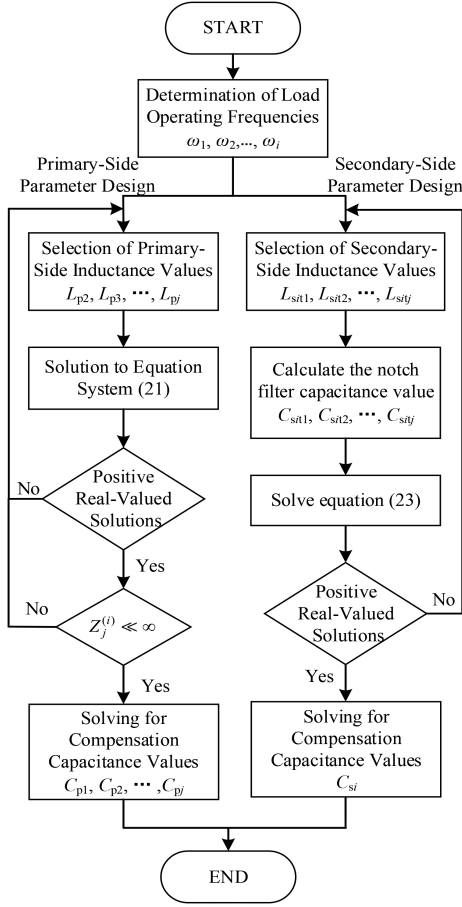 START
Determination of Load
Operating Frequencies
ω1, ω2,..., ωi
Primary-Side
Parameter Design
Secondary-Side
Parameter Design
Selection of Primary-
Side Inductance Values
Lp2, Lp3, ···, Lpj
Solution to Equation
System (21)
Positive
Real-Valued
Solutions
No
Yes
Zj(i) ≪ ∞
No
Yes
Solving for
Compensation
Capacitance Values
Cp1, Cp2, ··· ,Cpj
Selection of Secondary-
Side Inductance Values
Lsit1, Lsit2, ···, Lsitj
Calculate the notch
filter capacitance value
Csit1, Csit2, ···, Csitj
Solve equation (23)
Positive
Real-Valued
Solutions
No
Yes
Solving for
Compensation
Capacitance Values
Csi
END